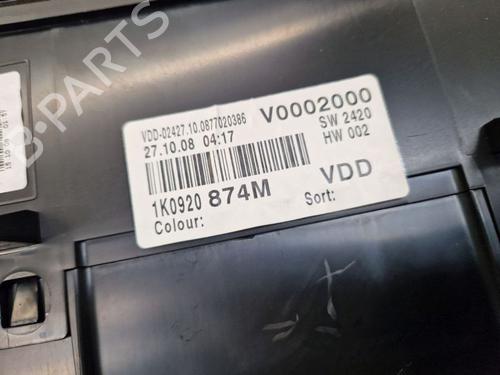 VDD-02427.10.0877020386
27.10.08 04:17
V0002000
SW 2420
HW 002
1K0920 874M
VDD
Colour:
Sort:
B-PARTS